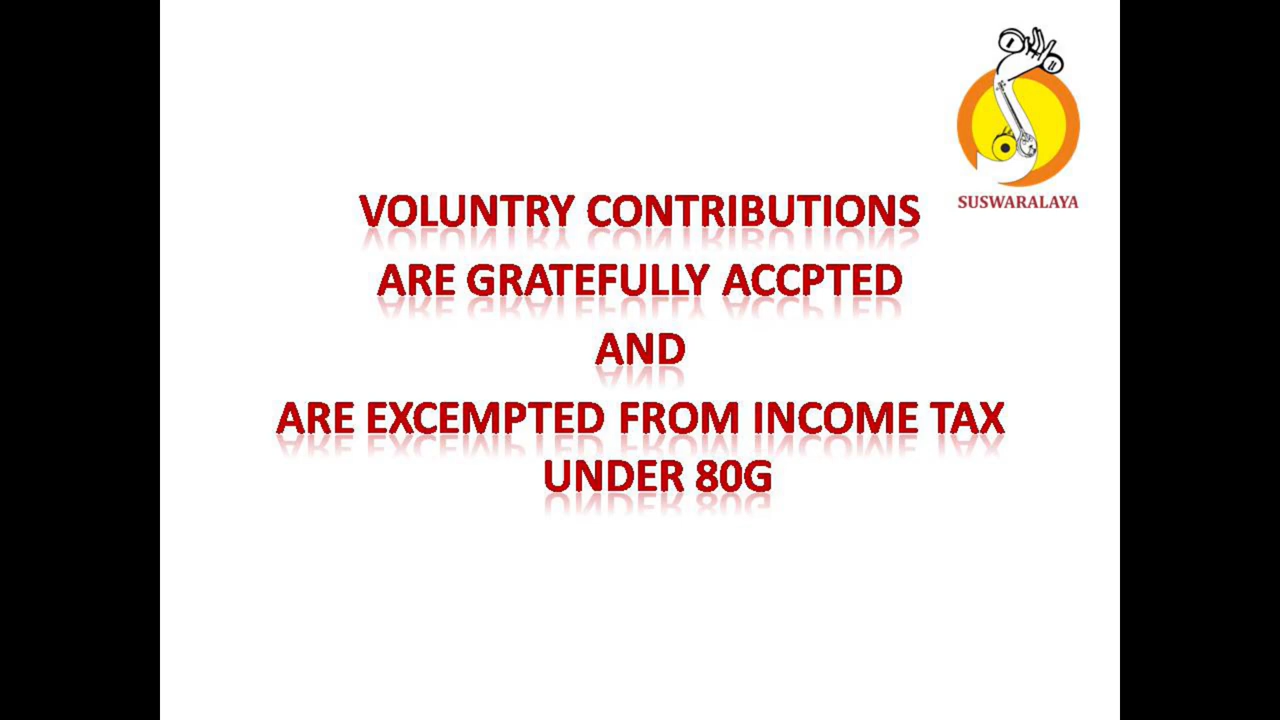 SUSWARALAYA
VOLUNTRY CONTRIBUTIONS
ARE GRATEFULLY ACCPTED
AND
ARE EXCEMPTED FROM INCOME TAX
UNDER 80G